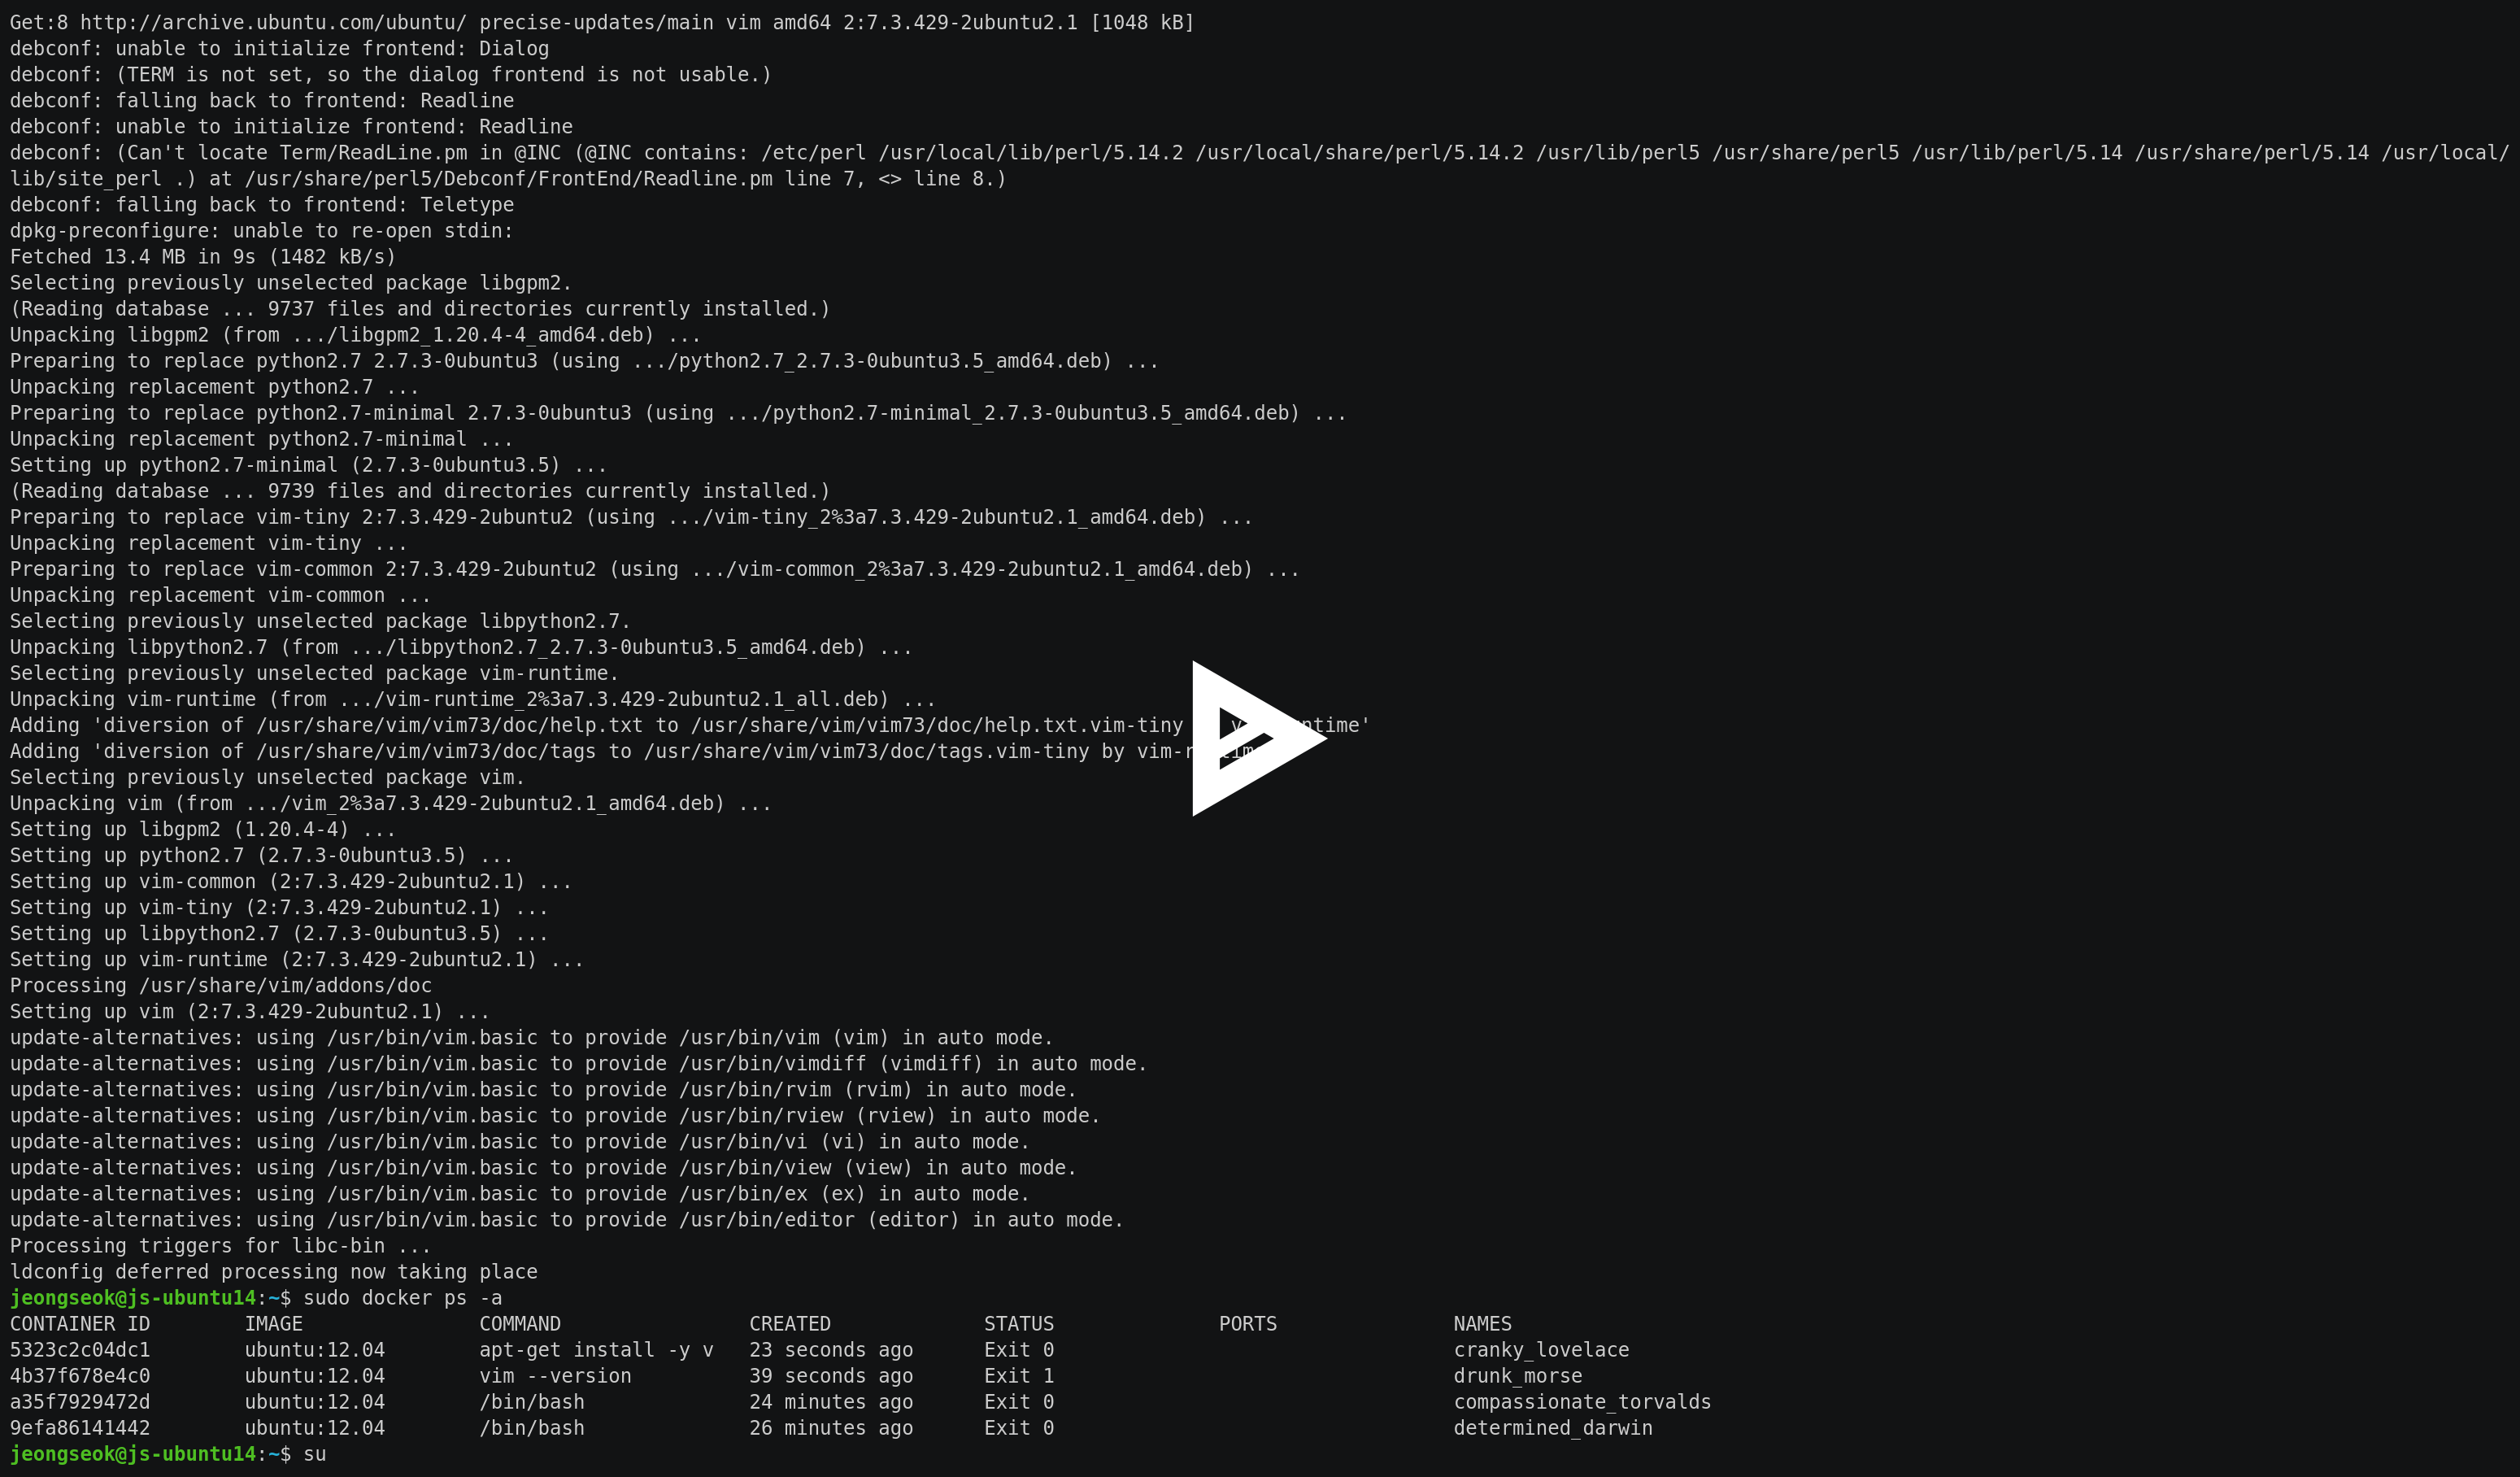 Get:8 http://archive.ubuntu.com/ubuntu/ precise-updates/main vim amd64 2:7.3.429-2ubuntu2.1 [1048 kB]
debconf: unable to initialize frontend: Dialog
debconf: (TERM is not set, so the dialog frontend is not usable.)
debconf: falling back to frontend: Readline
debconf: unable to initialize frontend: Readline
debconf: (Can't locate Term/ReadLine.pm in @INC (@INC contains: /etc/perl /usr/local/lib/perl/5.14.2 /usr/local/share/perl/5.14.2 /usr/lib/perl5 /usr/share/perl5 /usr/lib/perl/5.14 /usr/share/perl/5.14 /usr/local/
lib/site_perl .) at /usr/share/perl5/Debconf/FrontEnd/Readline.pm line 7, <> line 8.)
debconf: falling back to frontend: Teletype
dpkg-preconfigure: unable to re-open stdin:
Fetched 13.4 MB in 9s (1482 kB/s)
Selecting previously unselected package libgpm2.
(Reading database ... 9737 files and directories currently installed.)
Unpacking libgpm2 (from .../libgpm2_1.20.4-4_amd64.deb) ...
Preparing to replace python2.7 2.7.3-0ubuntu3 (using .../python2.7_2.7.3-0ubuntu3.5_amd64.deb) ...
Unpacking replacement python2.7 ...
Preparing to replace python2.7-minimal 2.7.3-0ubuntu3 (using .../python2.7-minimal_2.7.3-0ubuntu3.5_amd64.deb) ...
Unpacking replacement python2.7-minimal ...
Setting up python2.7-minimal (2.7.3-0ubuntu3.5) ...
(Reading database ... 9739 files and directories currently installed.)
Preparing to replace vim-tiny 2:7.3.429-2ubuntu2 (using .../vim-tiny_2%3a7.3.429-2ubuntu2.1_amd64.deb) ...
Unpacking replacement vim-tiny ...
Preparing to replace vim-common 2:7.3.429-2ubuntu2 (using .../vim-common_2%3a7.3.429-2ubuntu2.1_amd64.deb) ...
Unpacking replacement vim-common ...
Selecting previously unselected package libpython2.7.
Unpacking libpython2.7 (from .../libpython2.7_2.7.3-0ubuntu3.5_amd64.deb) ...
Selecting previously unselected package vim-runtime.
Unpacking vim-runtime (from .../vim-runtime_2%3a7.3.429-2ubuntu2.1_all.deb) ...
Adding 'diversion of /usr/share/vim/vim73/doc/help.txt to /usr/share/vim/vim73/doc/help.txt.vim-tiny
Adding 'diversion of /usr/share/vim/vim73/doc/tags to /usr/share/vim/vim73/doc/tags.vim-tiny by
Selecting previously unselected package vim.
Unpacking vim (from .../vim_2%3a7.3.429-2ubuntu2.1_amd64.deb) ...
Setting up libgpm2 (1.20.4-4) ...
Setting up python2.7 (2.7.3-0ubuntu3.5) ...
Setting up vim-common (2:7.3.429-2ubuntu2.1) ...
Setting up vim-tiny (2:7.3.429-2ubuntu2.1) ...
Setting up libpython2.7 (2.7.3-0ubuntu3.5) ...
Setting up vim-runtime (2:7.3.429-2ubuntu2.1) ...
Processing /usr/share/vim/addons/doc
Setting up vim (2:7.3.429-2ubuntu2.1) ...
update-alternatives: using /usr/bin/vim.basic to provide /usr/bin/vim (vim) in auto mode.
update-alternatives: using /usr/bin/vim.basic to provide /usr/bin/vimdiff (vimdiff) in auto mode.
update-alternatives: using /usr/bin/vim.basic to provide /usr/bin/rvim (rvim) in auto mode.
update-alternatives: using /usr/bin/vim.basic to provide /usr/bin/rview (rview) in auto mode.
update-alternatives: using /usr/bin/vim.basic to provide /usr/bin/vi (vi) in auto mode.
update-alternatives: using /usr/bin/vim.basic to provide /usr/bin/view (view) in auto mode.
update-alternatives: using /usr/bin/vim.basic to provide /usr/bin/ex (ex) in auto mode.
update-alternatives: using /usr/bin/vim.basic to provide /usr/bin/editor (editor) in auto mode.
Processing triggers for libc-bin ...
ldconfig deferred processing now taking place
jeongseok@js-ubuntu14:~$ sudo docker ps -a
CONTAINER ID        IMAGE               COMMAND                CREATED             STATUS              PORTS               NAMES
5323c2c04dc1        ubuntu:12.04        apt-get install -y v   23 seconds ago      Exit 0                                  cranky_lovelace
4b37f678e4c0        ubuntu:12.04        vim --version          39 seconds ago      Exit 1                                  drunk_morse
a35f7929472d        ubuntu:12.04        /bin/bash              24 minutes ago      Exit 0                                  compassionate_torvalds
9efa86141442        ubuntu:12.04        /bin/bash              26 minutes ago      Exit 0                                  determined_darwin
jeongseok@js-ubuntu14:~$ su